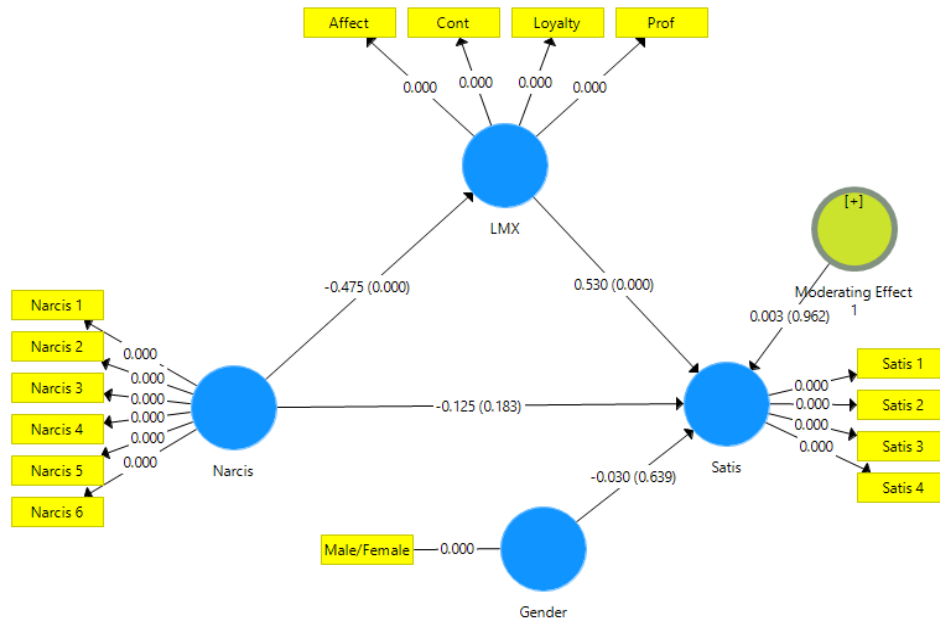 Affect
Cont
Loyalty
Prof
0.000
0.000
0.000
0.000
LMX
[+]
Moderating Effect
1
-0.475 (0.000)
0.530 (0.000)
0.003 (0.962)
Narcis 1
Narcis 2
Narcis 3
Narcis 4
Narcis 5
Narcis 6
0.000
0.000
0.000
0.000
0.000
0.000
Narcis
-0.125 (0.183)
Satis 1
Satis 2
Satis 3
Satis 4
0.000
0.000
0.000
0.000
Satis
-0.030 (0.639)
Male/Female
0.000
Gender